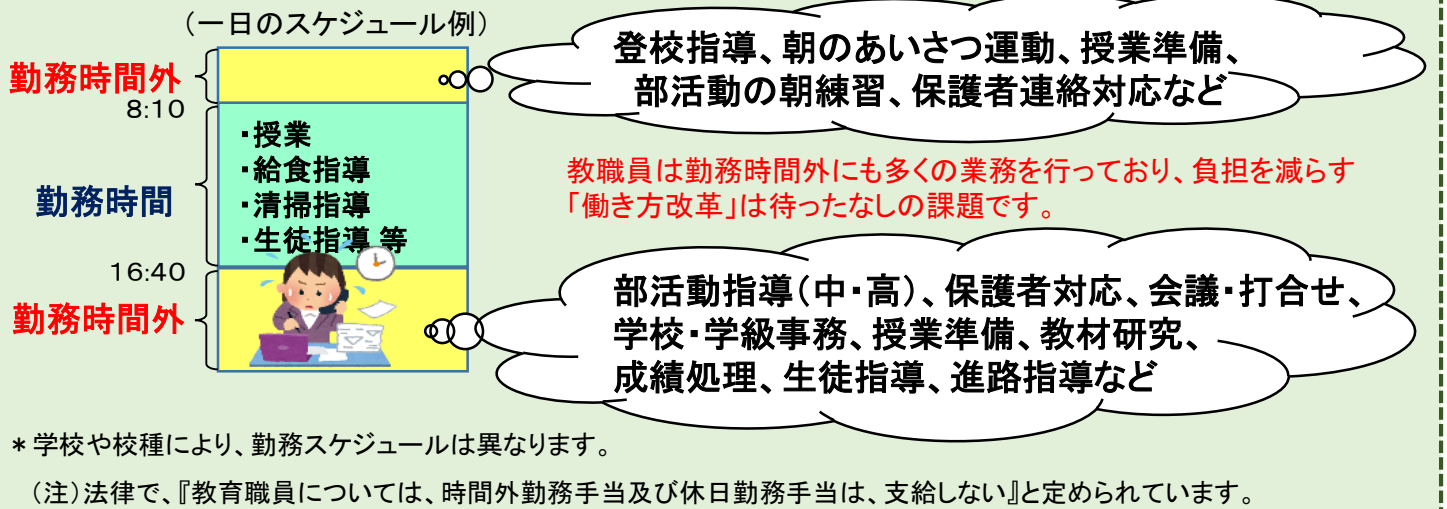 (一日のスケジュール例)
勤務時間外
登校指導、朝のあいさつ運動、授業準備、
部活動の朝練習、保護者連絡対応など
8:10
・授業
・給食指導
・清掃指導
・生徒指導 等
勤務時間
教職員は勤務時間外にも多くの業務を行っており、負担を減らす
「働き方改革」は待ったなしの課題です。
16:40
勤務時間外
部活動指導(中・高)、保護者対応、会議・打合せ、
学校・学級事務、授業準備、教材研究、
成績処理、生徒指導、進路指導など
*学校や校種により、勤務スケジュールは異なります。
(注)法律で、『教育職員については、時間外勤務手当及び休日勤務手当は、支給しない』と定められています。